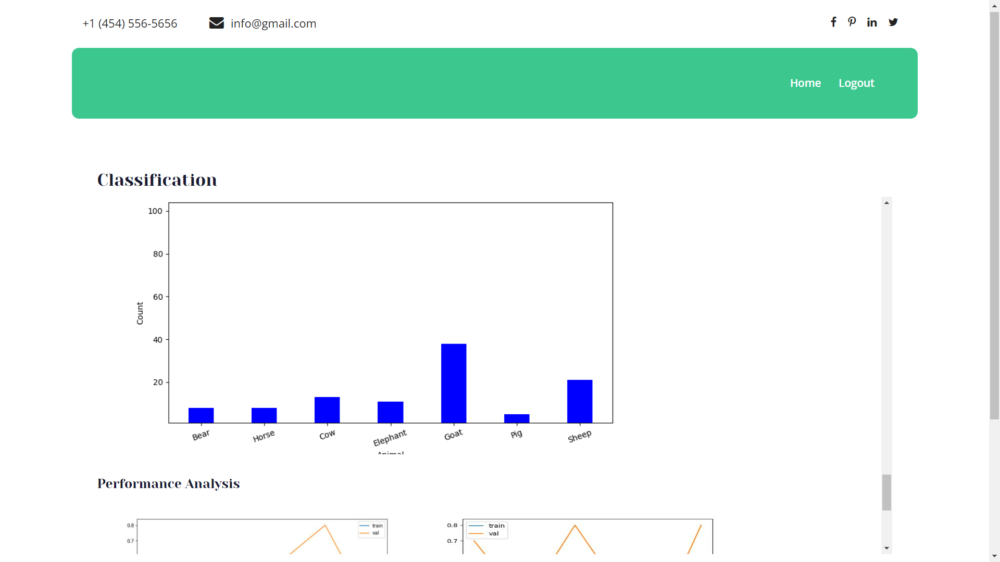 +1 (454) 556-5656 info@gmail.com
Home Logout
Classification
100
80
60
40
20
Count
Bear Horse Cow Elephant Goat Pig Sheep
Animal
Performance Analysis
0.8
0.7
train
val
0.8
0.7
train
val